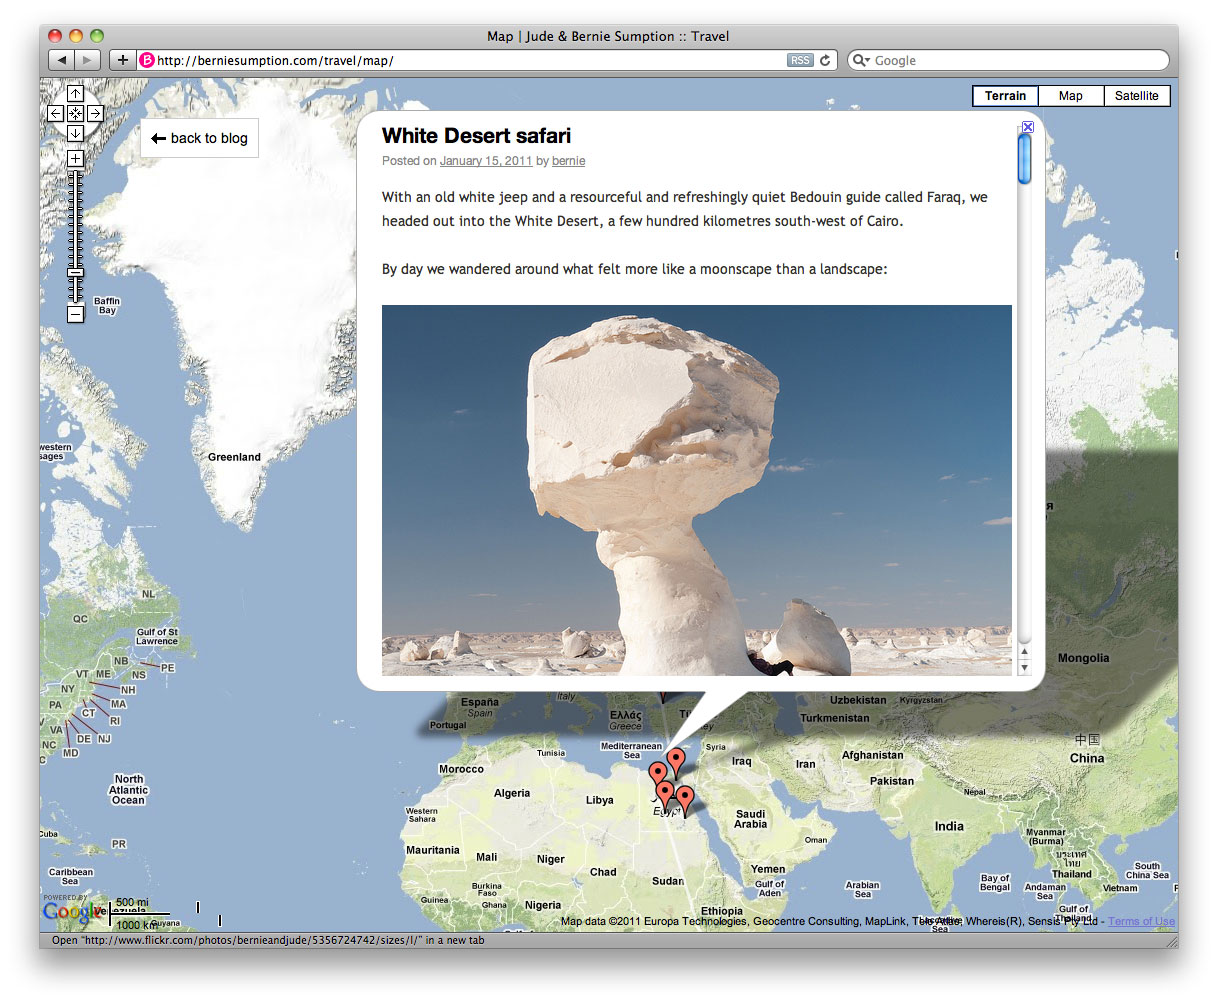 Map | Jude & Bernie Sumption :: Travel
http://berniesumption.com/travel/map/
RSS
Google
Terrain
Map
Satellite
back to blog
White Desert safari
Posted on January 15, 2011 by bernie
With an old white jeep and a resourceful and refreshingly quiet Bedouin guide called Faraq, we
headed out into the White Desert, a few hundred kilometres south-west of Cairo.
By day we wandered around what felt more like a moonscape than a landscape:
Baffin
Bay
Greenland
NL
QC
Gulf of St
Lawrence
NB
PE
VT
ME
NS
NY
NH
MA
PA
CT
RI
VA
DE
NJ
NC
MD
North
Atlantic
Ocean
Cuba
PR
Caribbean
Sea
Venezuela
Guyana
España
Spain
Portugal
Italy
Ελλάς
Greece
Mediterranean
Sea
Tunisia
Syria
Morocco
Algeria
Libya
Egypt
Western
Sahara
Mauritania
Mali
Niger
Chad
Sudan
Burkina
Faso
Guinea
Ghana
Nigeria
Ethiopia
Iraq
Iran
Saudi
Arabia
Oman
Yemen
Gulf of
Aden
Arabian
Sea
Uzbekistan
Kyrgyzstan
Turkmenistan
Afghanistan
Pakistan
Mongolia
中国
China
Nepal
India
Myanmar
(Burma)
ประเทศ
ไทย
Thailand
Bay of
Bengal
Andaman
Sea
Vietnam
South
China Sea
Gulf of
Thailand
Laccadive
Sea
POWERED BY
Google
500 mi
1000 km
Map data ©2011 Europa Technologies, Geocentre Consulting, MapLink, Tele Atlas, Whereis(R), Sensis Pty Ltd - Terms of Use
Open "http://www.flickr.com/photos/bernieandjude/5356724742/sizes/l/" in a new tab